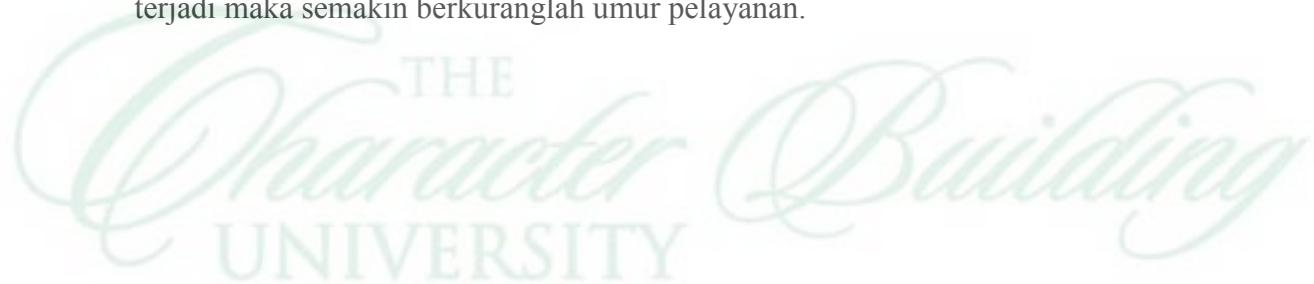 terjadi maka semakin berkuranglah umur pelayanan.
THE
Character Building
UNIVERSITY